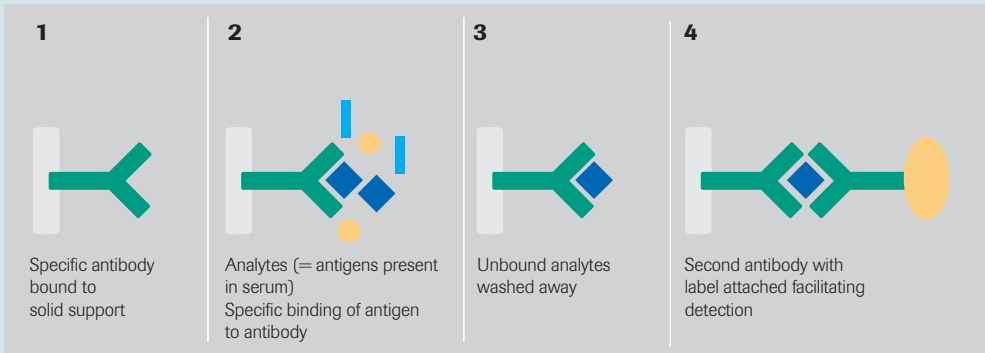 1
Specific antibody
bound to
solid support
2
Analytes (= antigens present
in serum)
Specific binding of antigen
to antibody
3
Unbound analytes
washed away
4
Second antibody with
label attached facilitating
detection